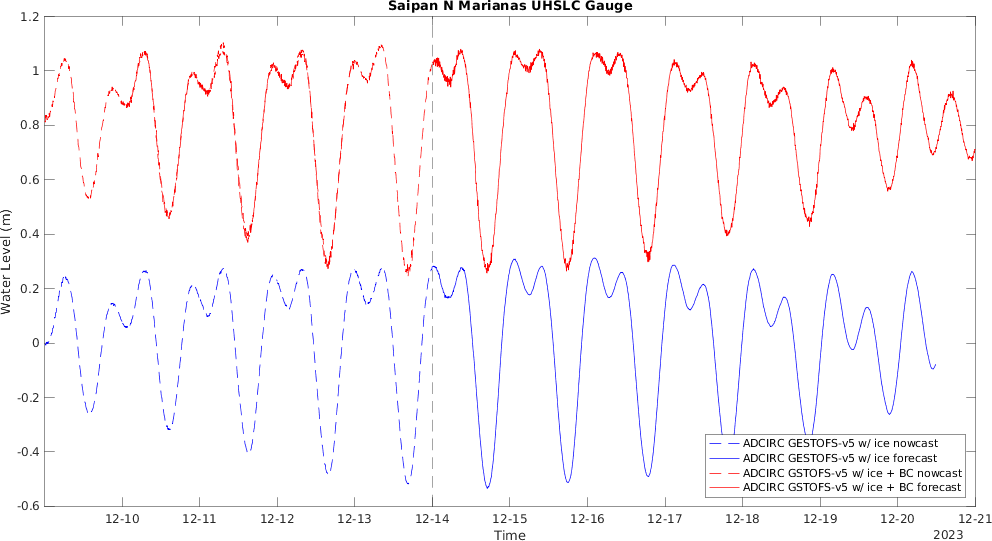 Saipan N Marianas UHSLC Gauge
Water Level (m)
1.2
1
0.8
0.6
0.4
0.2
0
-0.2
-0.4
-0.6
ADCIRC GESTOFS-v5 w/ ice nowcast
ADCIRC GESTOFS-v5 w/ ice forecast
ADCIRC GSTOFS-v5 w/ ice + BC nowcast
ADCIRC GSTOFS-v5 w/ ice + BC forecast
12-10 12-11 12-12 12-13 12-14 12-15 12-16 12-17 12-18 12-19 12-20 12-21
Time
2023